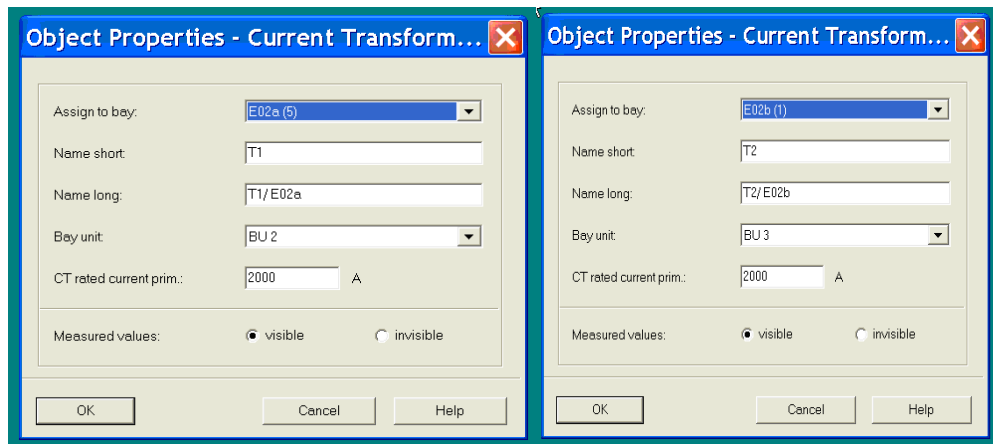 Object Properties - Current Transform...
Assign to bay: E02a (5)
Name short: T1
Name long: T1/ E02a
Bay unit: BU 2
CT rated current prim.: 2000 A
Measured values: visible invisible
OK Cancel Help
Object Properties - Current Transform...
Assign to bay: E02b (1)
Name short: T2
Name long: T2/ E02b
Bay unit: BU 3
CT rated current prim.: 2000 A
Measured values: visible invisible
OK Cancel Help